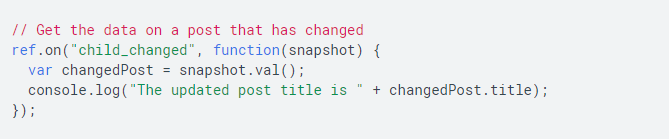 // Get the data on a post that has changed
ref.on("child_changed", function(snapshot) {
  var changedPost = snapshot.val();
  console.log("The updated post title is " + changedPost.title);
});